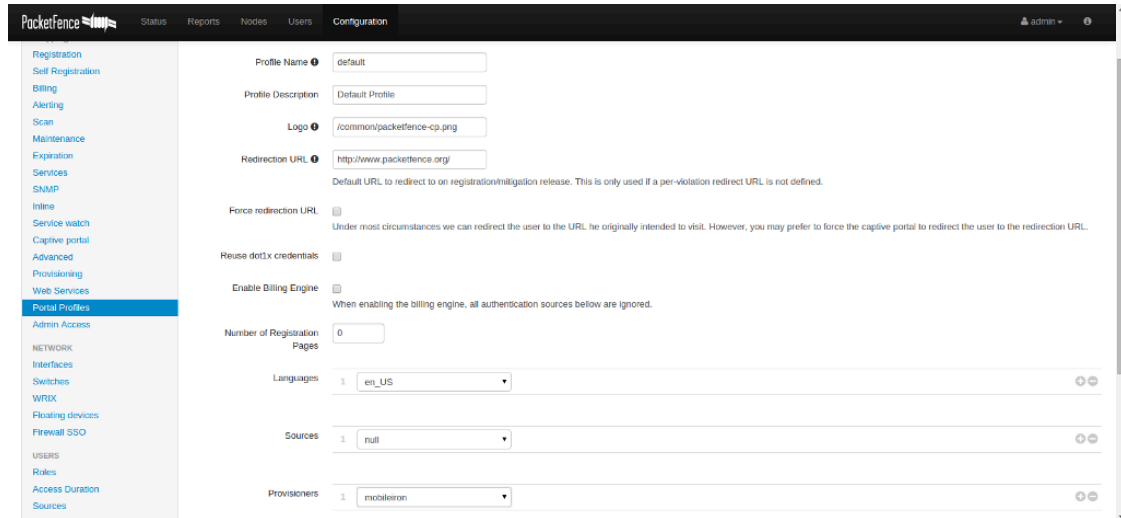 PacketFence Status Reports Nodes Users Configuration admin
Registration
Self Registration
Billing
Alerting
Scan
Maintenance
Expiration
Services
SNMP
Inline
Service watch
Captive portal
Advanced
Provisioning
Web Services
Portal Profiles
Admin Access
NETWORK
Interfaces
Switches
WRIX
Floating devices
Firewall SSO
USERS
Roles
Access Duration
Sources
Profile Name default
Profile Description Default Profile
Logo /common/packetfence-cp.png
Redirection URL http://www.packetfence.org/
Default URL to redirect to on registration/mitigation release. This is only used if a per-violation redirect URL is not defined.
Force redirection URL
Under most circumstances we can redirect the user to the URL he originally intended to visit. However, you may prefer to force the captive portal to redirect the user to the redirection URL.
Reuse dot1x credentials
Enable Billing Engine
When enabling the billing engine, all authentication sources bellow are ignored.
Number of Registration 0
Pages
Languages 1 en_US
Sources 1 null
Provisioners 1 mobileiron